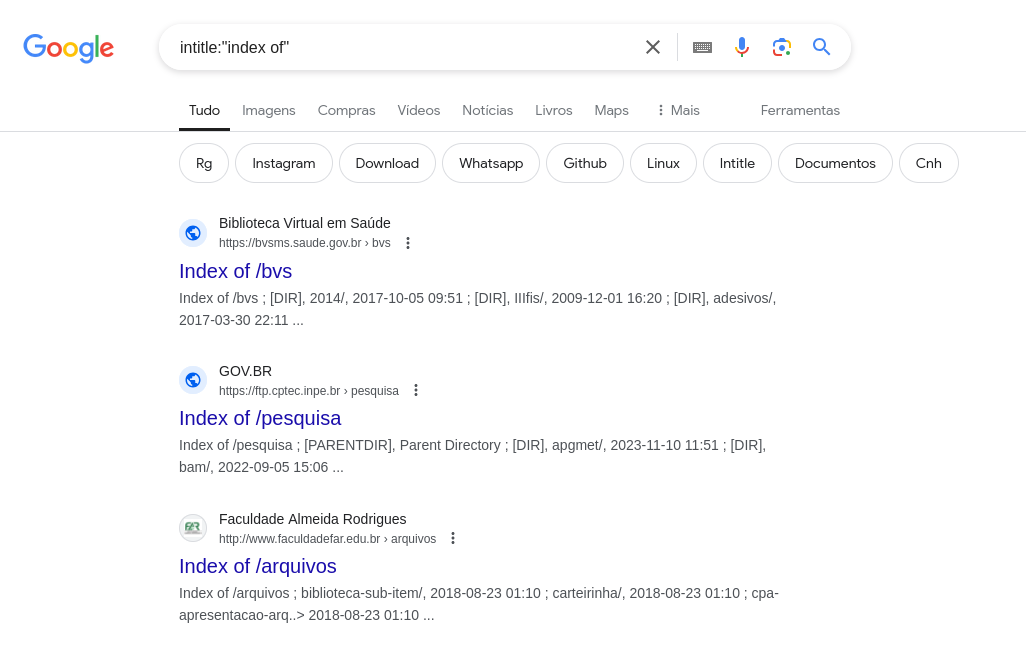 Google
intitle:"index of"
Tudo Imagens Compras Vídeos Notícias Livros Maps Mais Ferramentas
Rg Instagram Download Whatsapp Github Linux Intitle Documentos Cnh
Biblioteca Virtual em Saúde
https://bvsms.saude.gov.br › bvs
Index of /bvs
Index of /bvs ; [DIR], 2014/, 2017-10-05 09:51 ; [DIR], IIIfis/, 2009-12-01 16:20 ; [DIR], adesivos/,
2017-03-30 22:11 ...
GOV.BR
https://ftp.cptec.inpe.br › pesquisa
Index of /pesquisa
Index of /pesquisa ; [PARENTDIR], Parent Directory ; [DIR], apgmet/, 2023-11-10 11:51 ; [DIR],
bam/, 2022-09-05 15:06 ...
FAR
Faculdade Almeida Rodrigues
http://www.faculdadefar.edu.br › arquivos
Index of /arquivos
Index of /arquivos ; biblioteca-sub-item/, 2018-08-23 01:10 ; carteirinha/, 2018-08-23 01:10 ; cpa-
apresentacao-arq..> 2018-08-23 01:10 ...